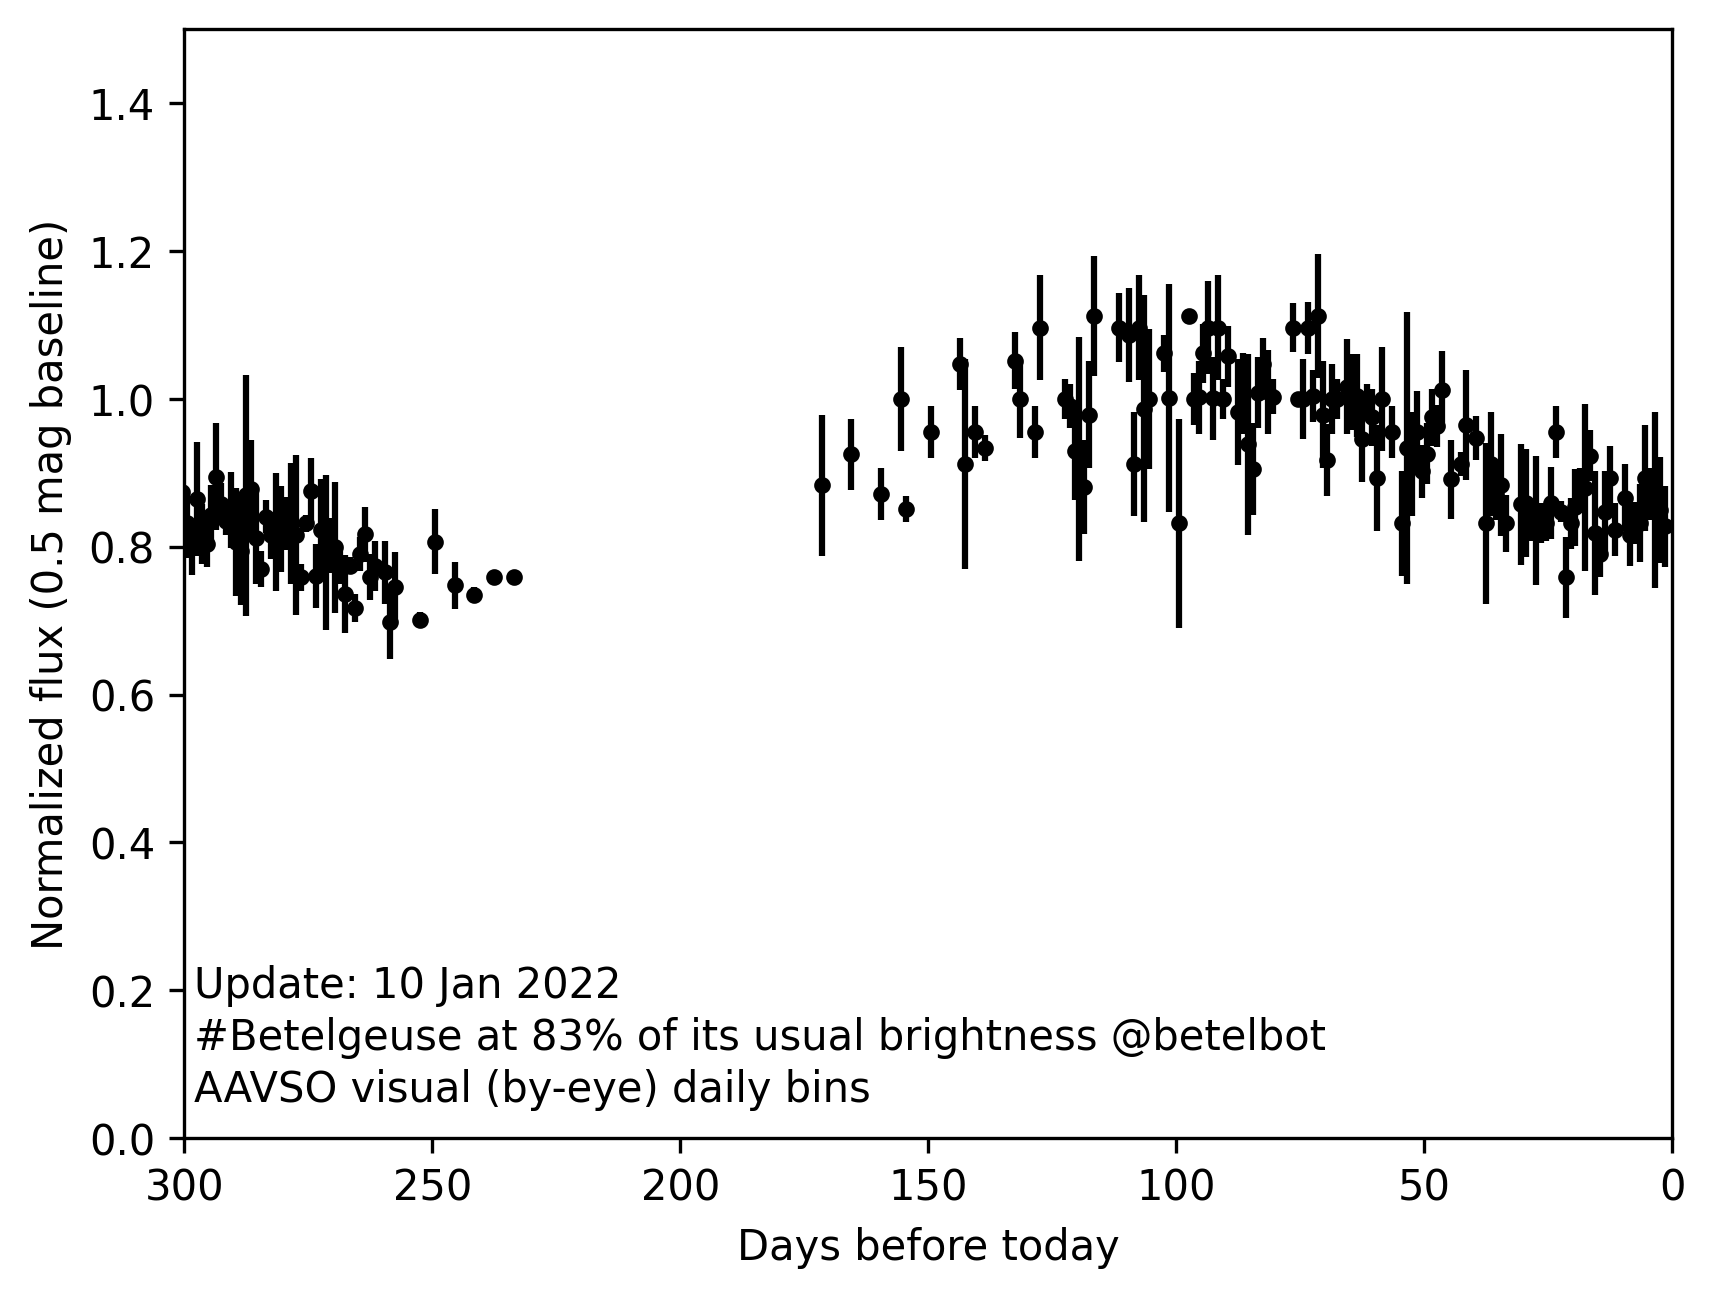 1.4
1.2
1.0
0.8
0.6
0.4
0.2
0.0
Normalized flux (0.5 mag baseline)
Update: 10 Jan 2022
#Betelgeuse at 83% of its usual brightness @betelbot
AAVSO visual (by-eye) daily bins
300 250 200 150 100 50 0
Days before today